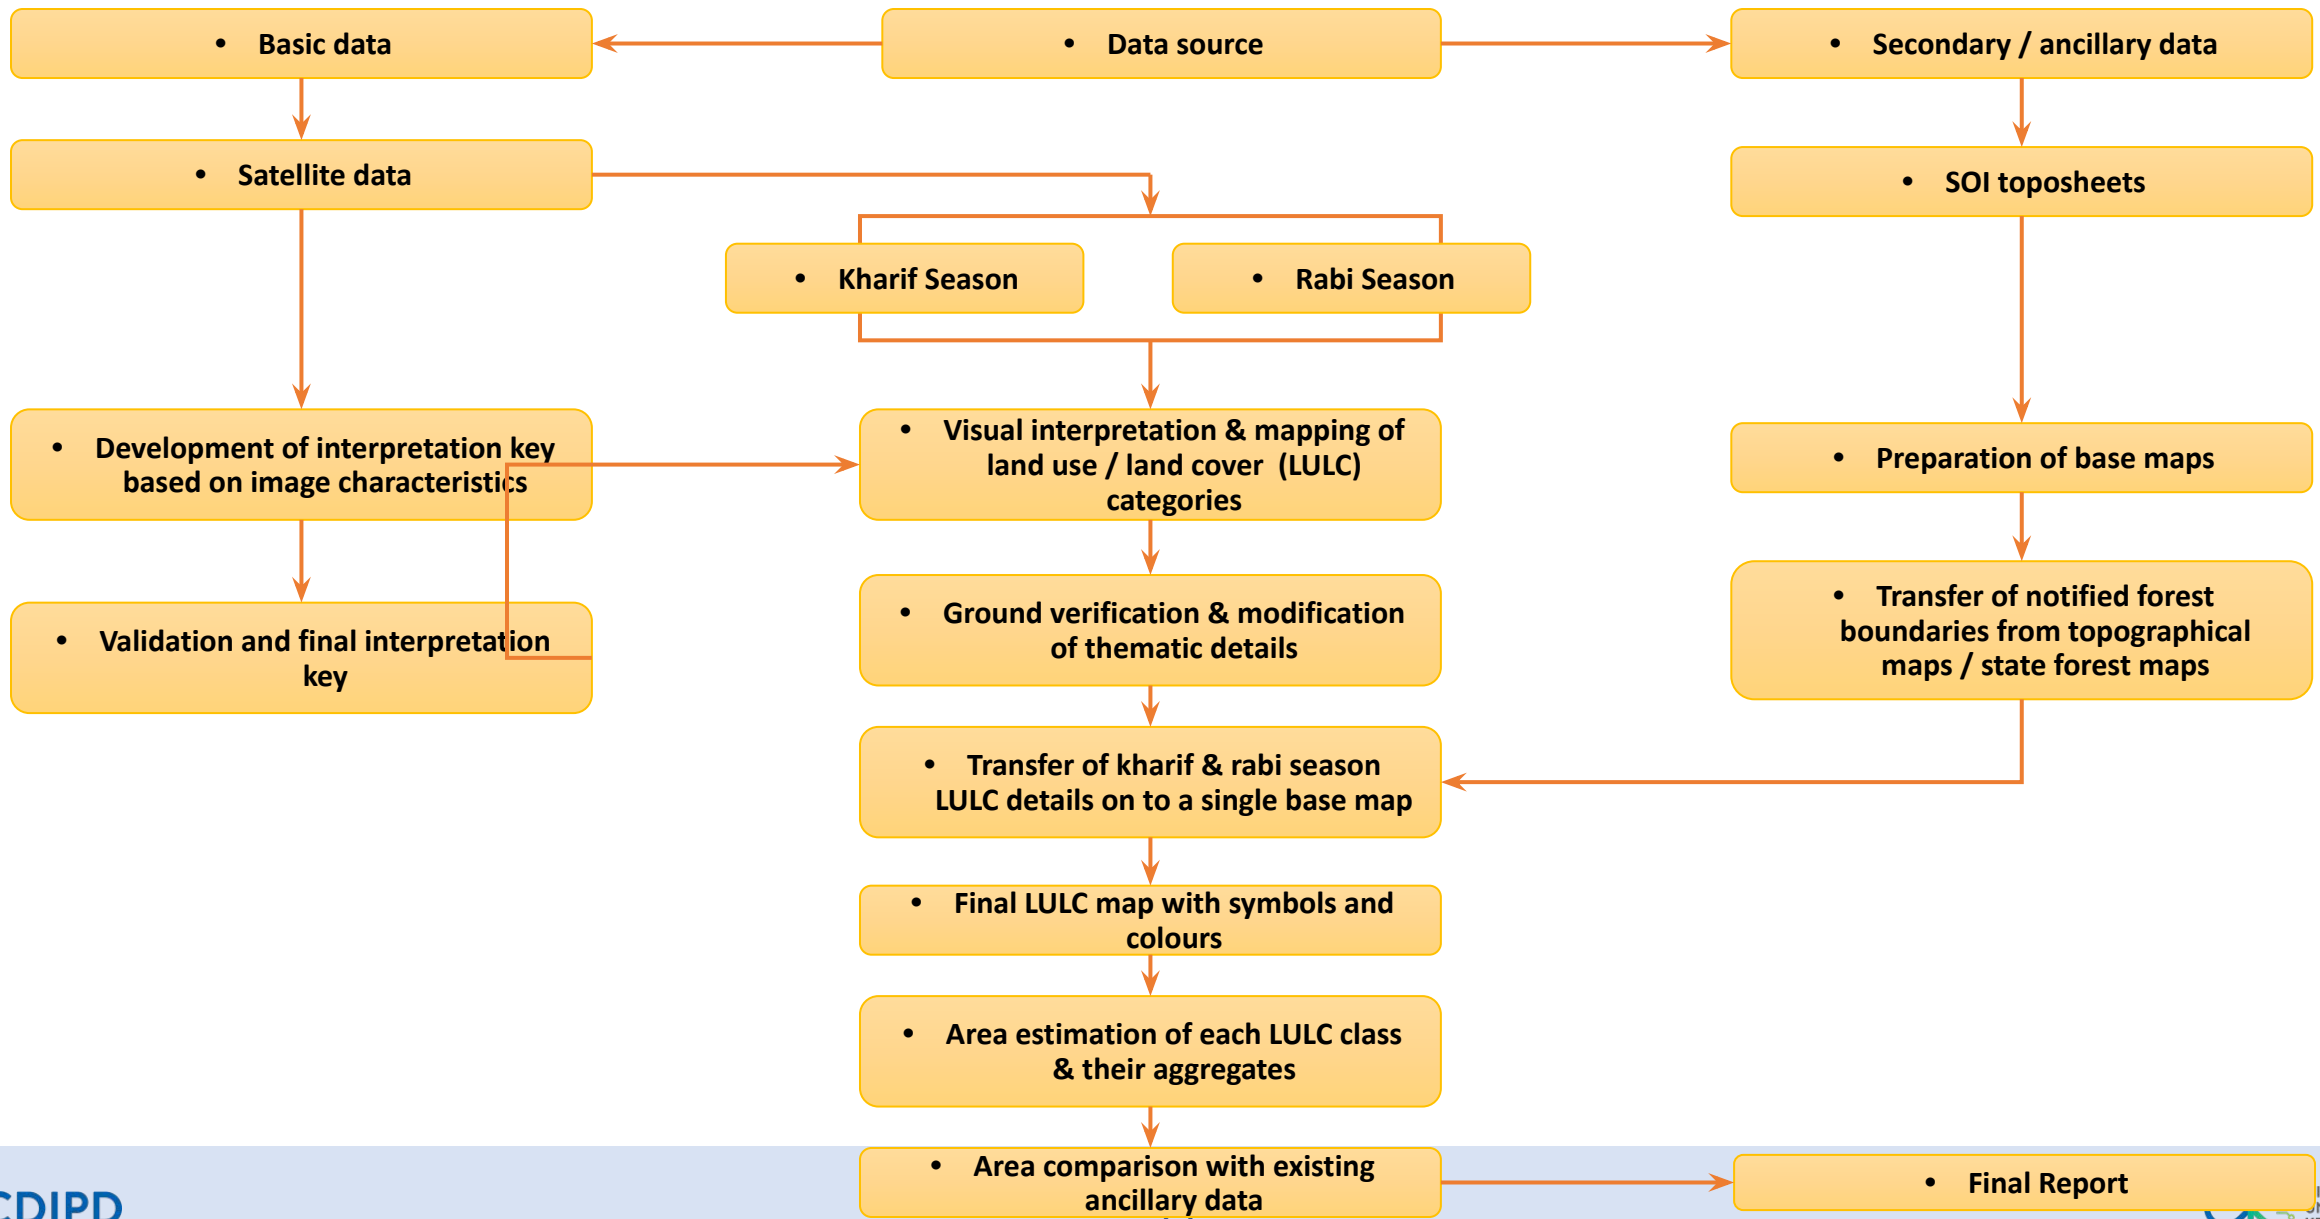 • Basic data
• Data source
• Secondary / ancillary data
• Satellite data
• SOI toposheets
• Kharif Season
• Rabi Season
• Development of interpretation key
based on image characteristics
• Visual interpretation & mapping of
land use / land cover (LULC)
categories
• Preparation of base maps
• Validation and final interpretation
key
• Ground verification & modification
of thematic details
• Transfer of notified forest
boundaries from topographical
maps / state forest maps
• Transfer of kharif & rabi season
LULC details on to a single base map
• Final LULC map with symbols and
colours
• Area estimation of each LULC class
& their aggregates
• Area comparison with existing
ancillary data
• Final Report
CDIPD